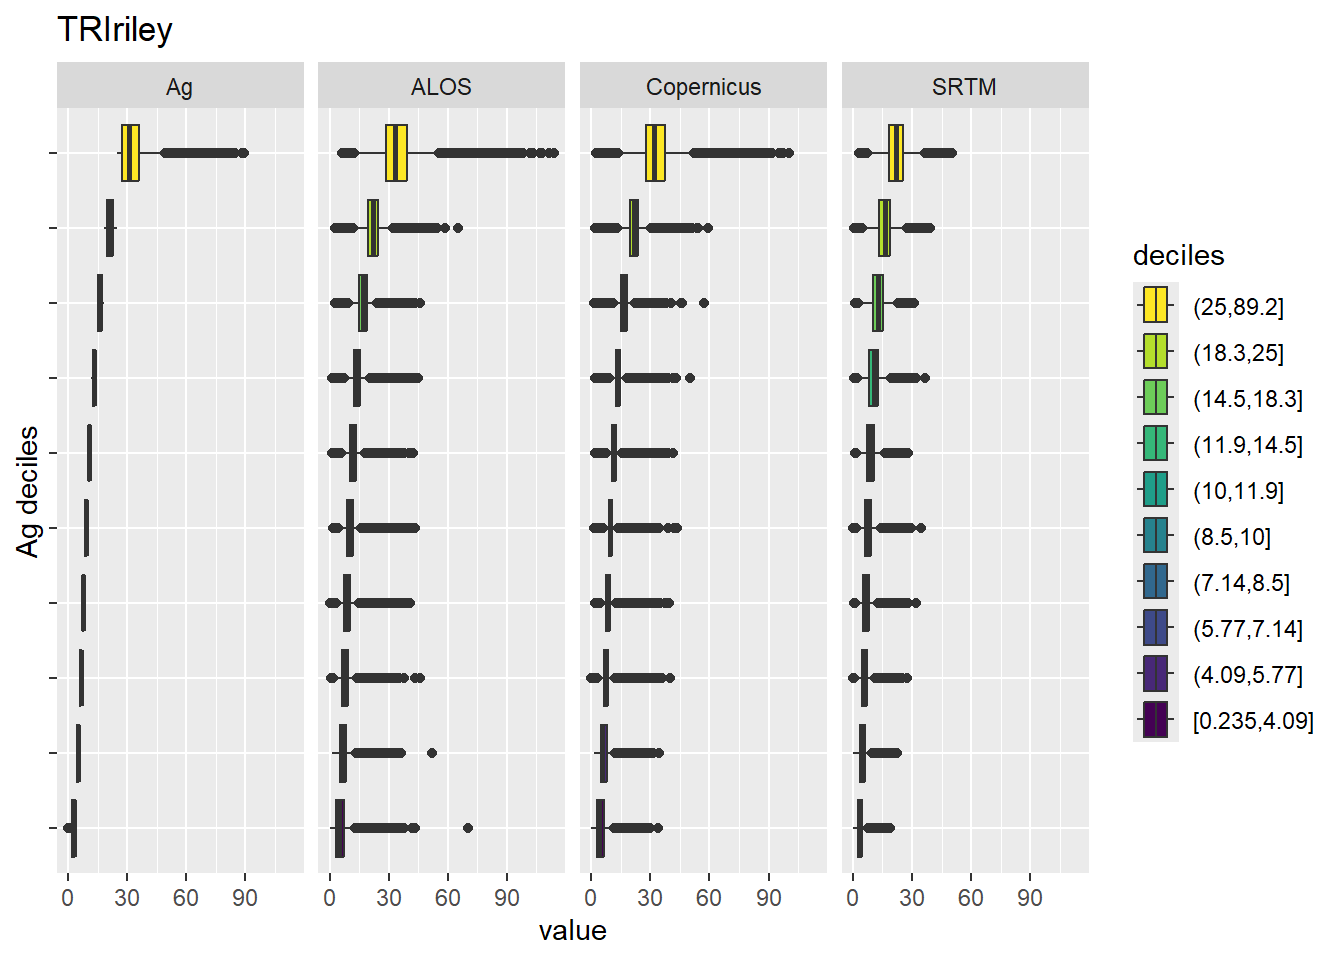 TRIriley
Ag
ALOS
Copernicus
SRTM
Ag deciles
0 30 60 90
0 30 60 90
0 30 60 90
0 30 60 90
value
deciles
(25,89.2]
(18.3,25]
(14.5,18.3]
(11.9,14.5]
(10,11.9]
(8.5,10]
(7.14,8.5]
(5.77,7.14]
(4.09,5.77]
[0.235,4.09]